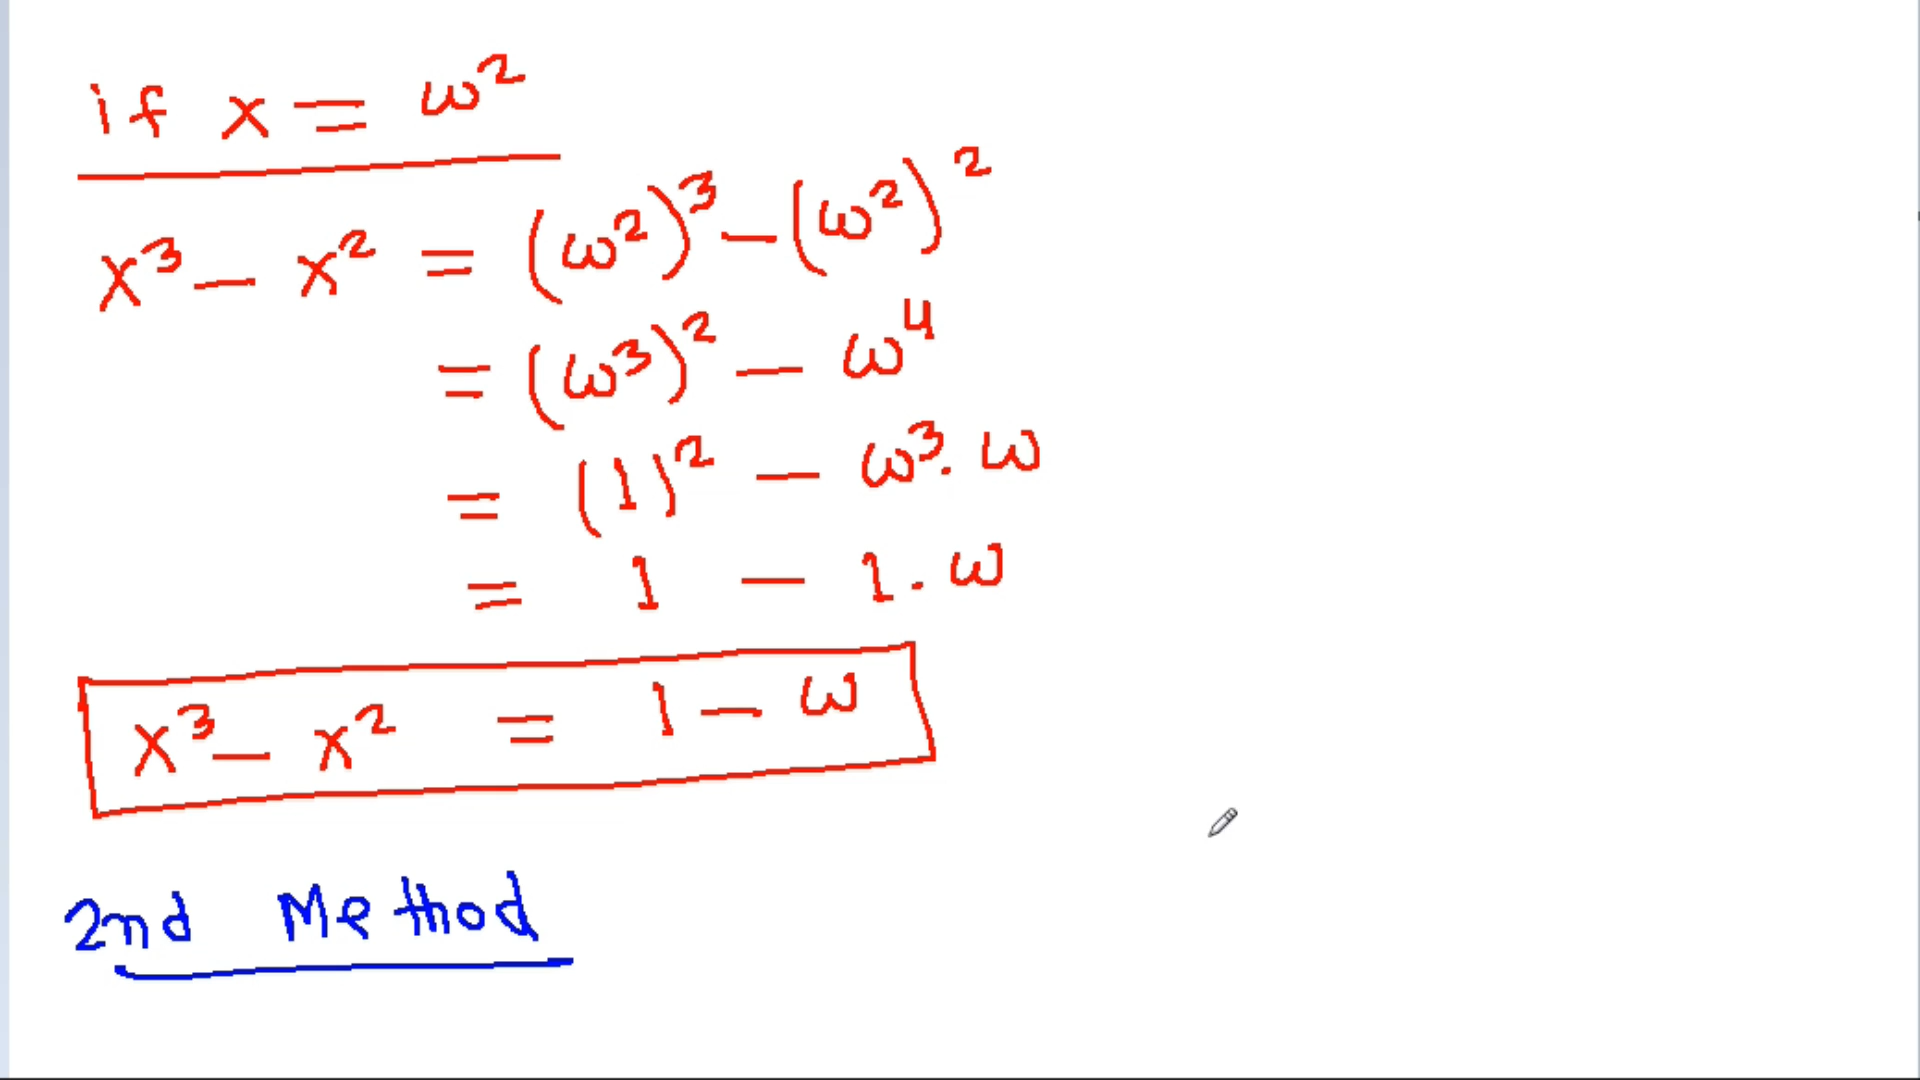 if x = ω²
x³ − x² = (ω²)³ − (ω²)²
= (ω³)² − ω⁴
= (1)² − ω³. ω
= 1 − 1. ω
x³ − x² = 1 − ω
2nd Method